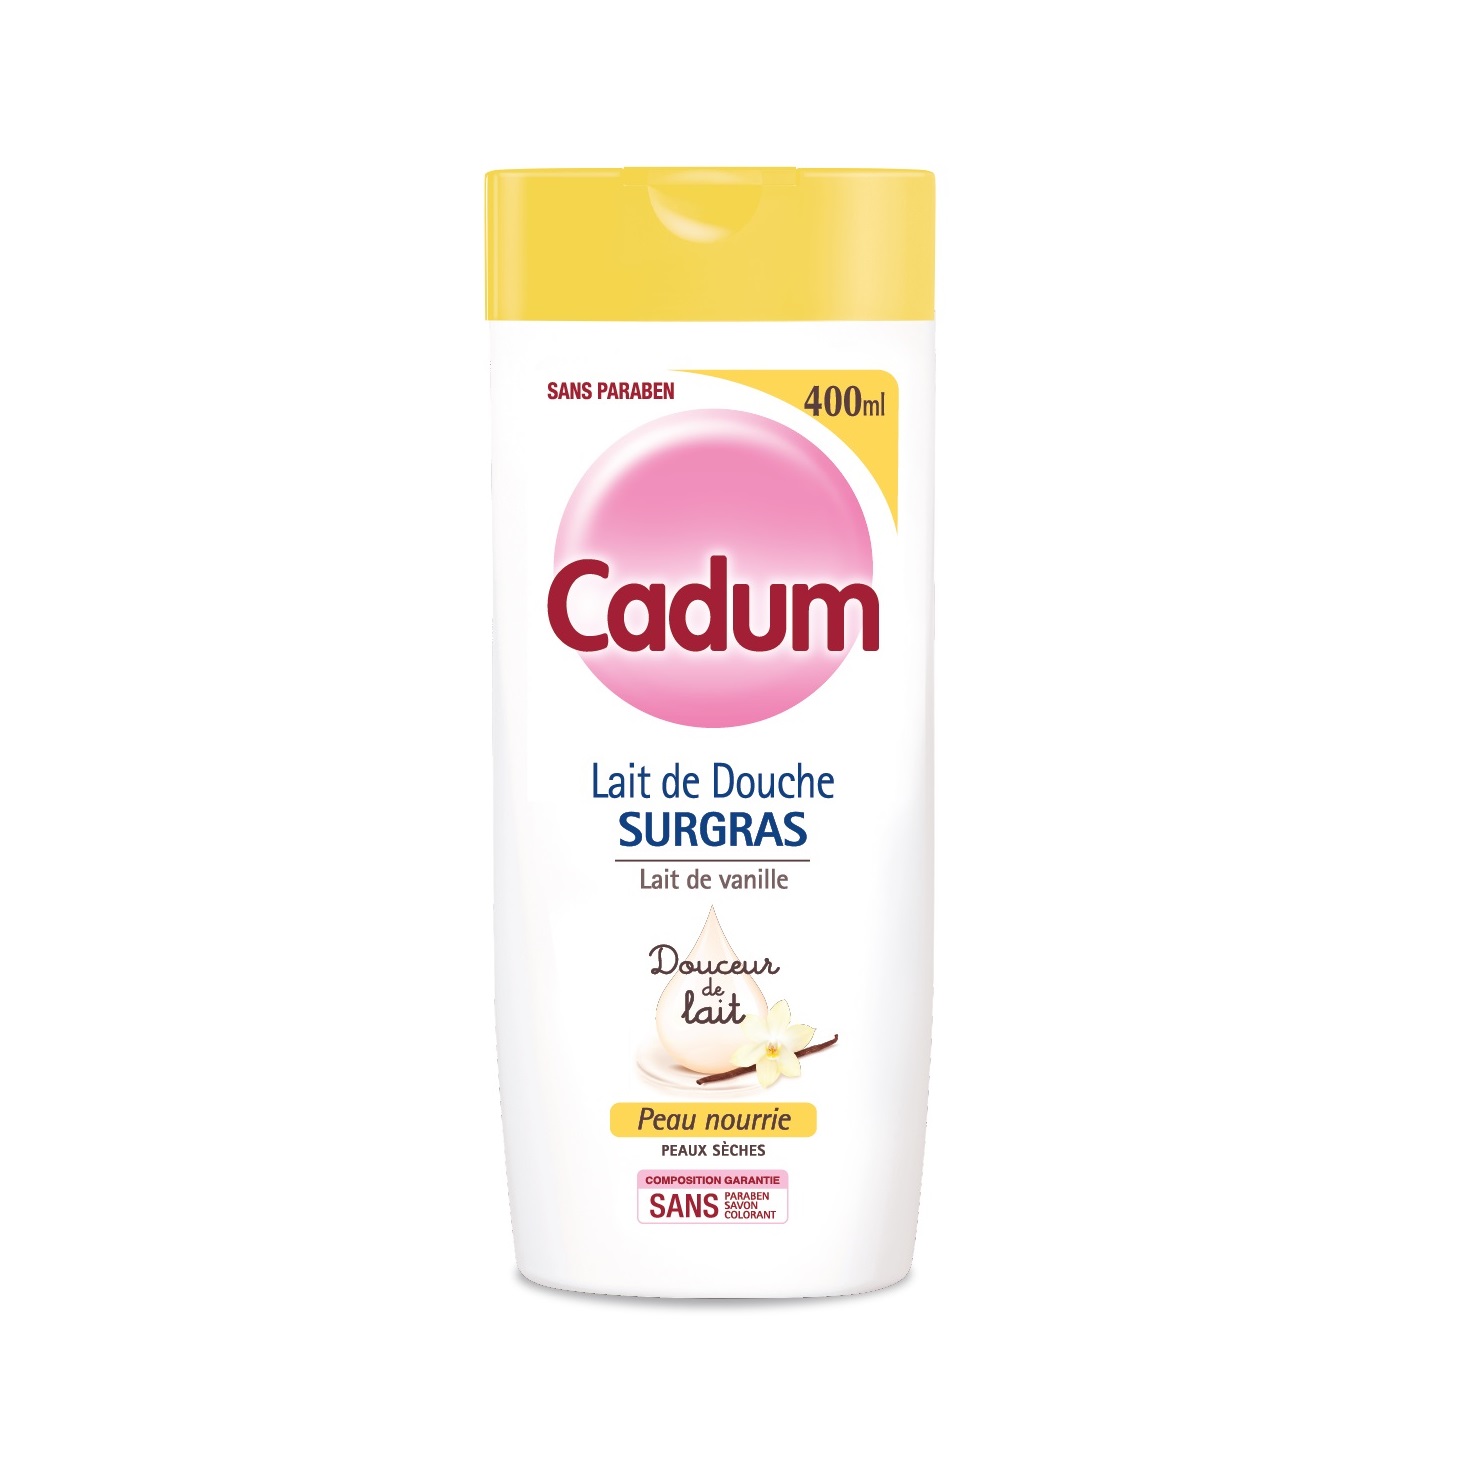 SANS PARABEN
400ml
Cadum
Lait de Douche
SURGRAS
Lait de vanille
Douceur
de
lait
Peau nourrie
PEAUX SÈCHES
COMPOSITION GARANTIE
SANS PARABEN
SAVON
COLORANT